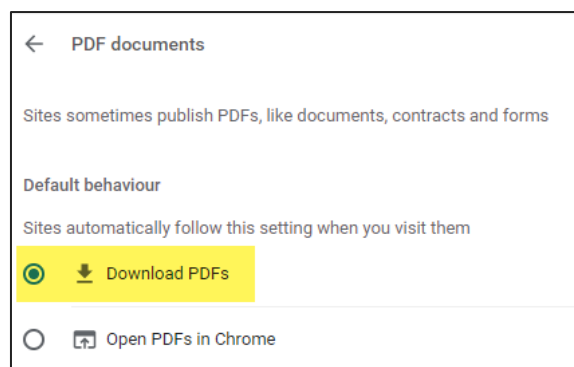 PDF documents
Sites sometimes publish PDFs, like documents, contracts and forms
Default behaviour
Sites automatically follow this setting when you visit them
Download PDFs
Open PDFs in Chrome